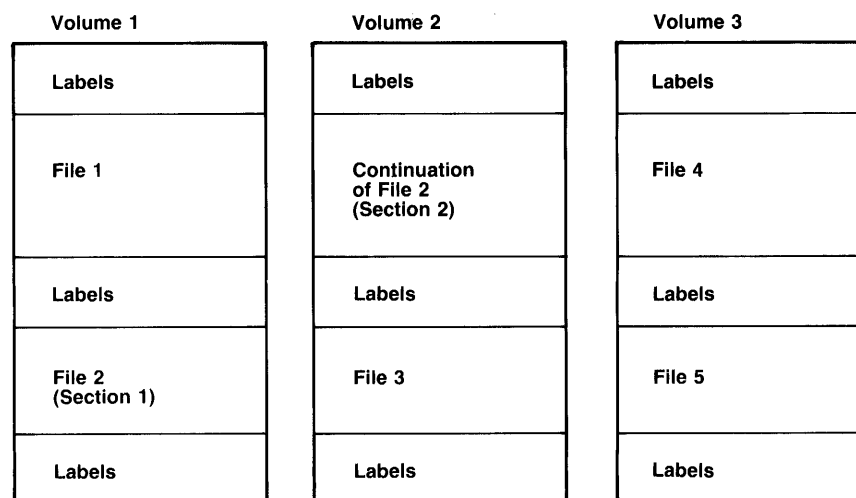 Volume 1
Labels
File 1
Labels
File 2
(Section 1)
Labels
Volume 2
Labels
Continuation
of File 2
(Section 2)
Labels
File 3
Labels
Volume 3
Labels
File 4
Labels
File 5
Labels